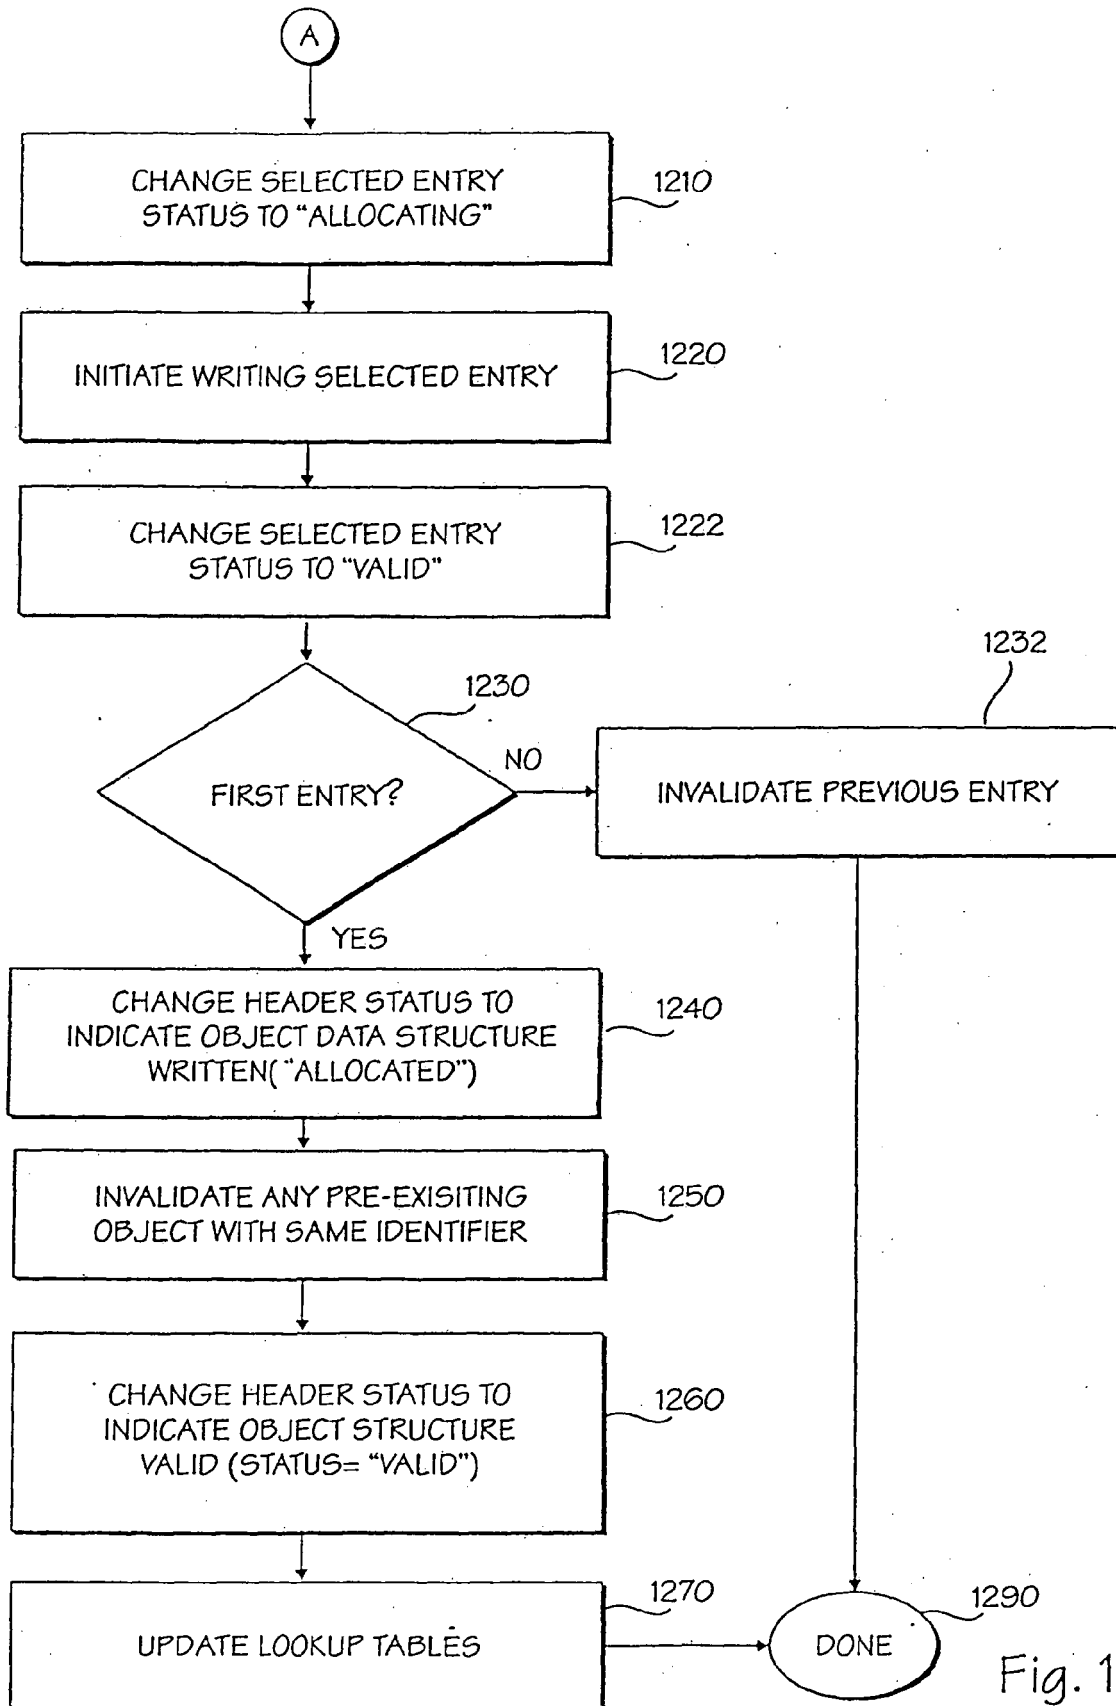 A
CHANGE SELECTED ENTRY
STATUS TO "ALLOCATING"
1210
INITIATE WRITING SELECTED ENTRY
1220
CHANGE SELECTED ENTRY
STATUS TO "VALID"
1222
FIRST ENTRY?
1230
NO
INVALIDATE PREVIOUS ENTRY
1232
YES
CHANGE HEADER STATUS TO
INDICATE OBJECT DATA STRUCTURE
WRITTEN( "ALLOCATED")
1240
INVALIDATE ANY PRE-EXISITING
OBJECT WITH SAME IDENTIFIER
1250
CHANGE HEADER STATUS TO
INDICATE OBJECT STRUCTURE
VALID (STATUS= "VALID")
1260
UPDATE LOOKUP TABLES
1270
DONE
1290
Fig. 1